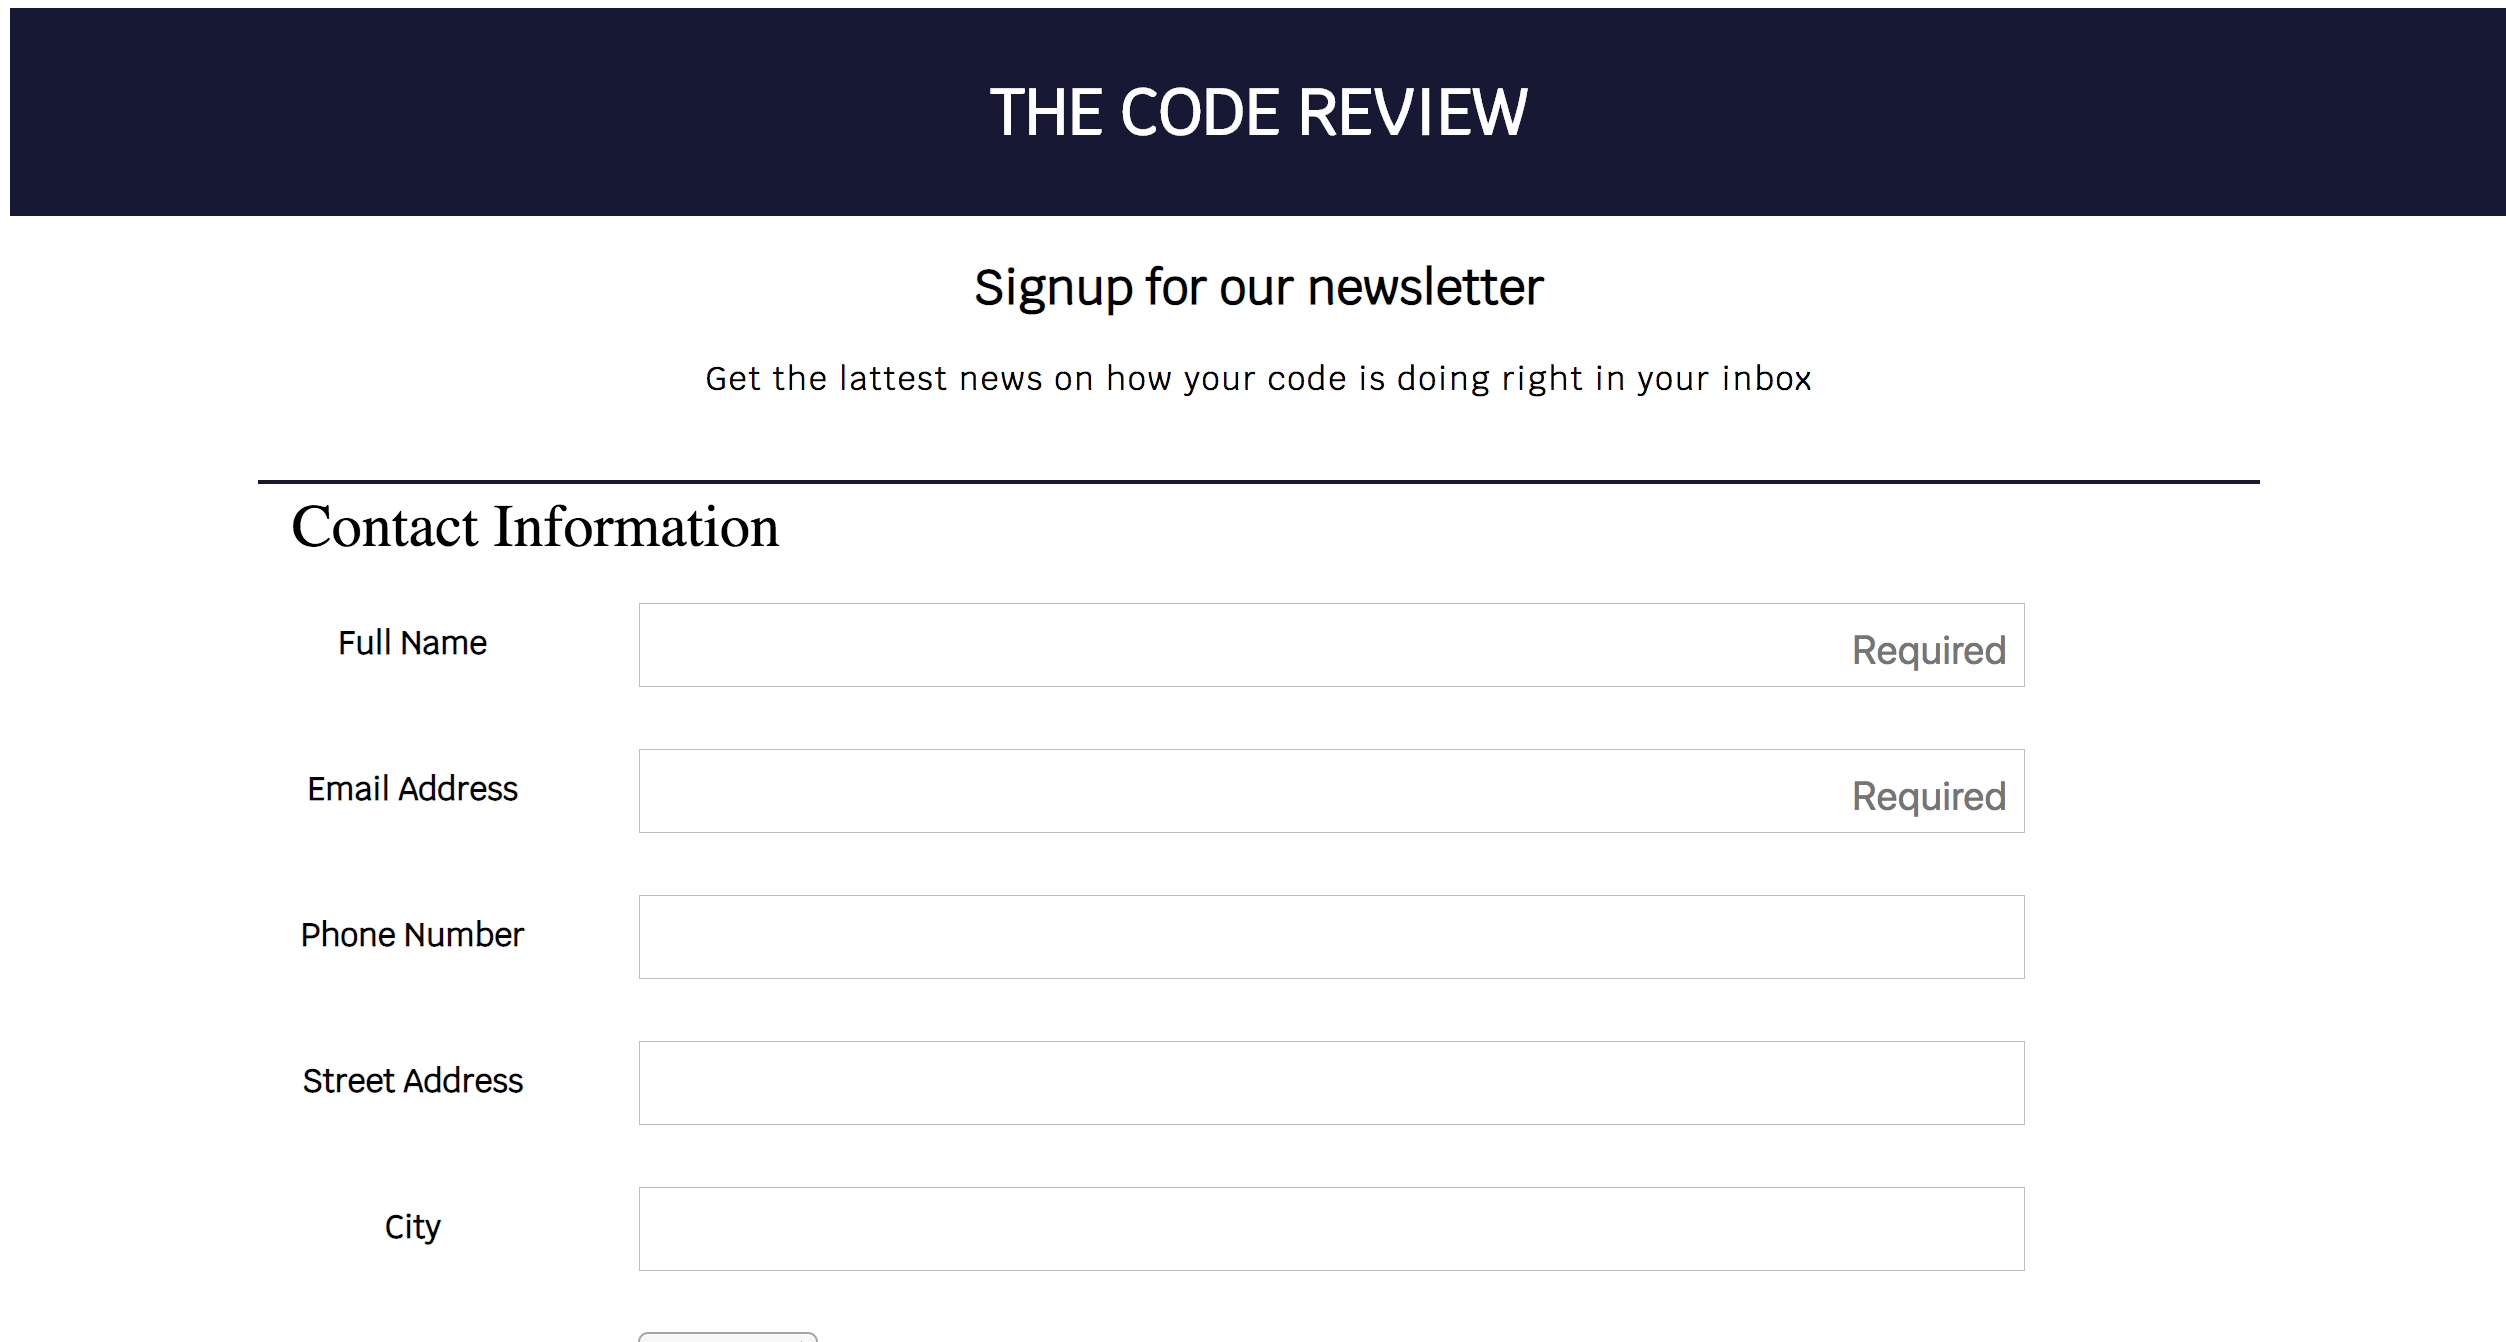 THE CODE REVIEW
Signup for our newsletter
Get the lattest news on how your code is doing right in your inbox
Contact Information
Full Name
Required
Email Address
Required
Phone Number
Street Address
City